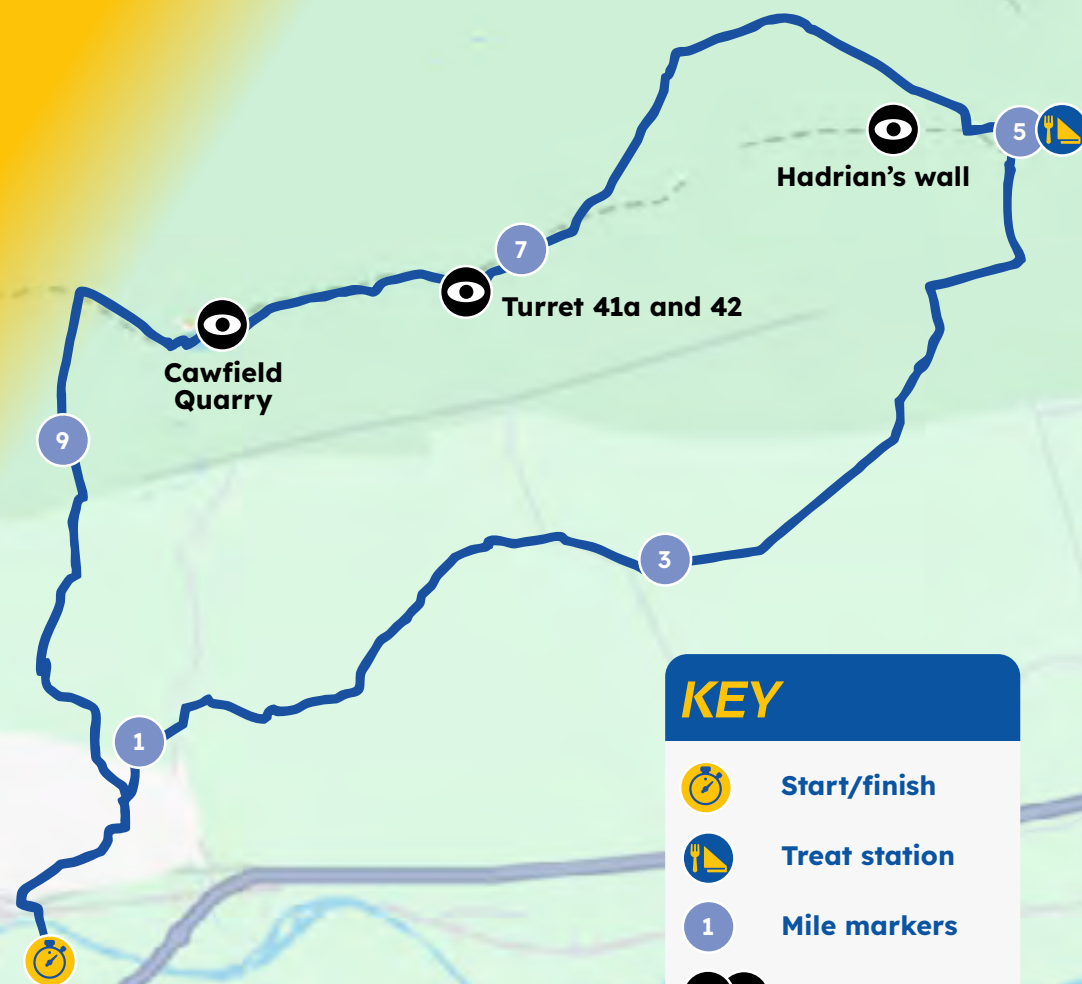 5
Hadrian’s wall
7
Turret 41a and 42
Cawfield
Quarry
9
3
1
KEY
Start/finish
Treat station
1 Mile markers